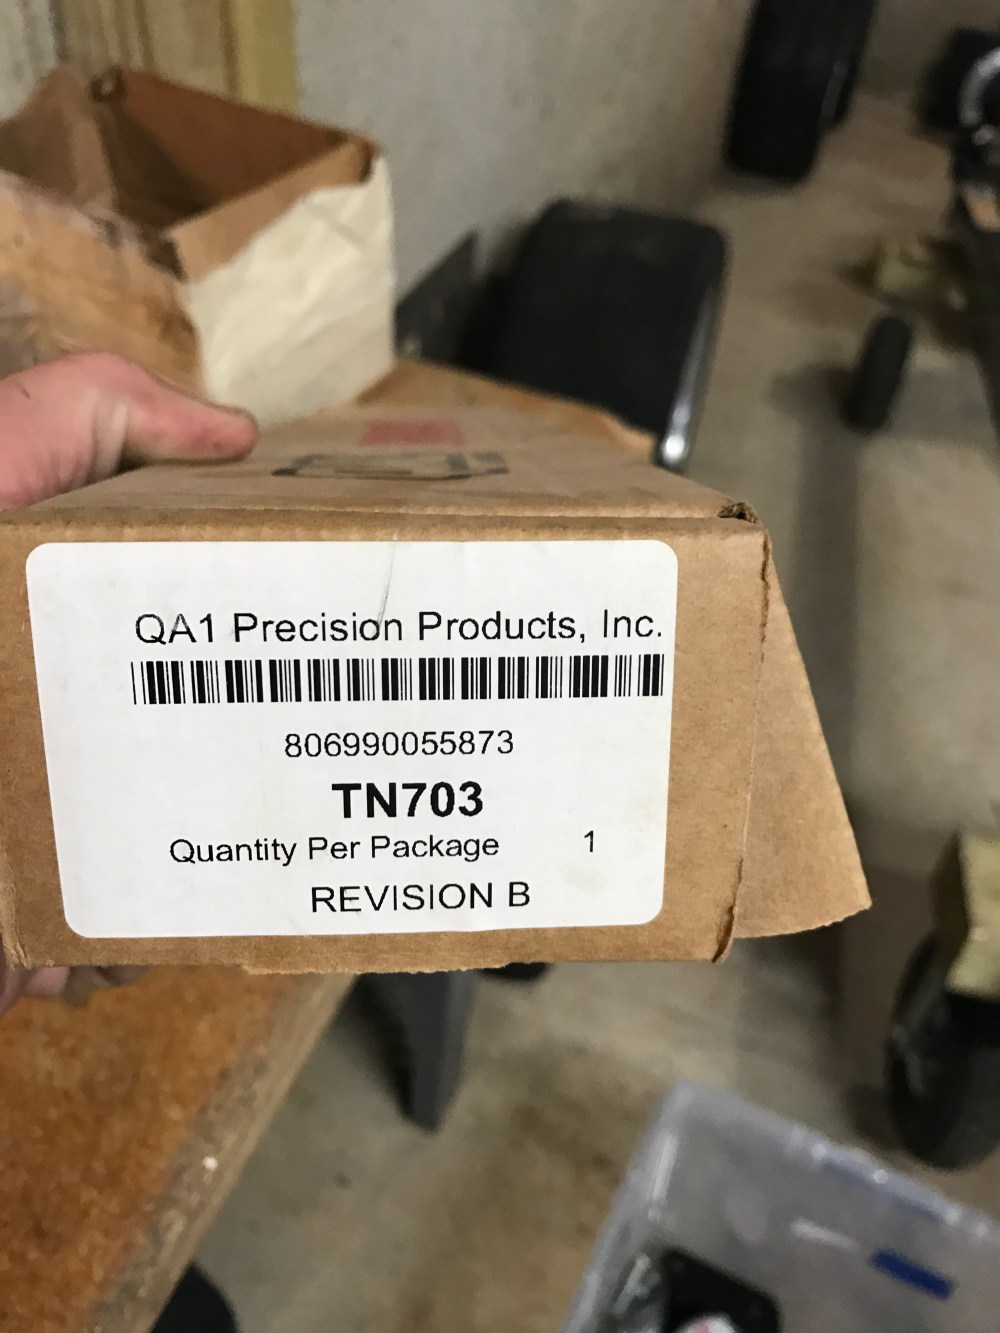 QA1 Precision Products, Inc.
806990055873
TN703
Quantity Per Package 1
REVISION B